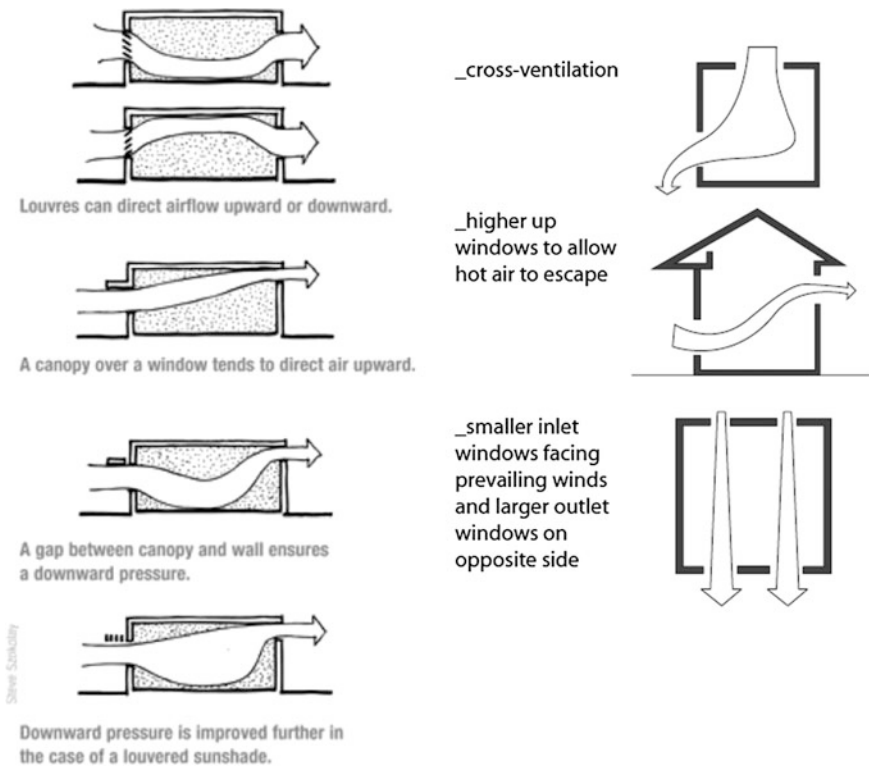 Louvres can direct airflow upward or downward.
A canopy over a window tends to direct air upward.
A gap between canopy and wall ensures
a downward pressure.
Downward pressure is improved further in
the case of a louvered sunshade.
Steve Szokolay
_cross-ventilation
_higher up
windows to allow
hot air to escape
_smaller inlet
windows facing
prevailing winds
and larger outlet
windows on
opposite side